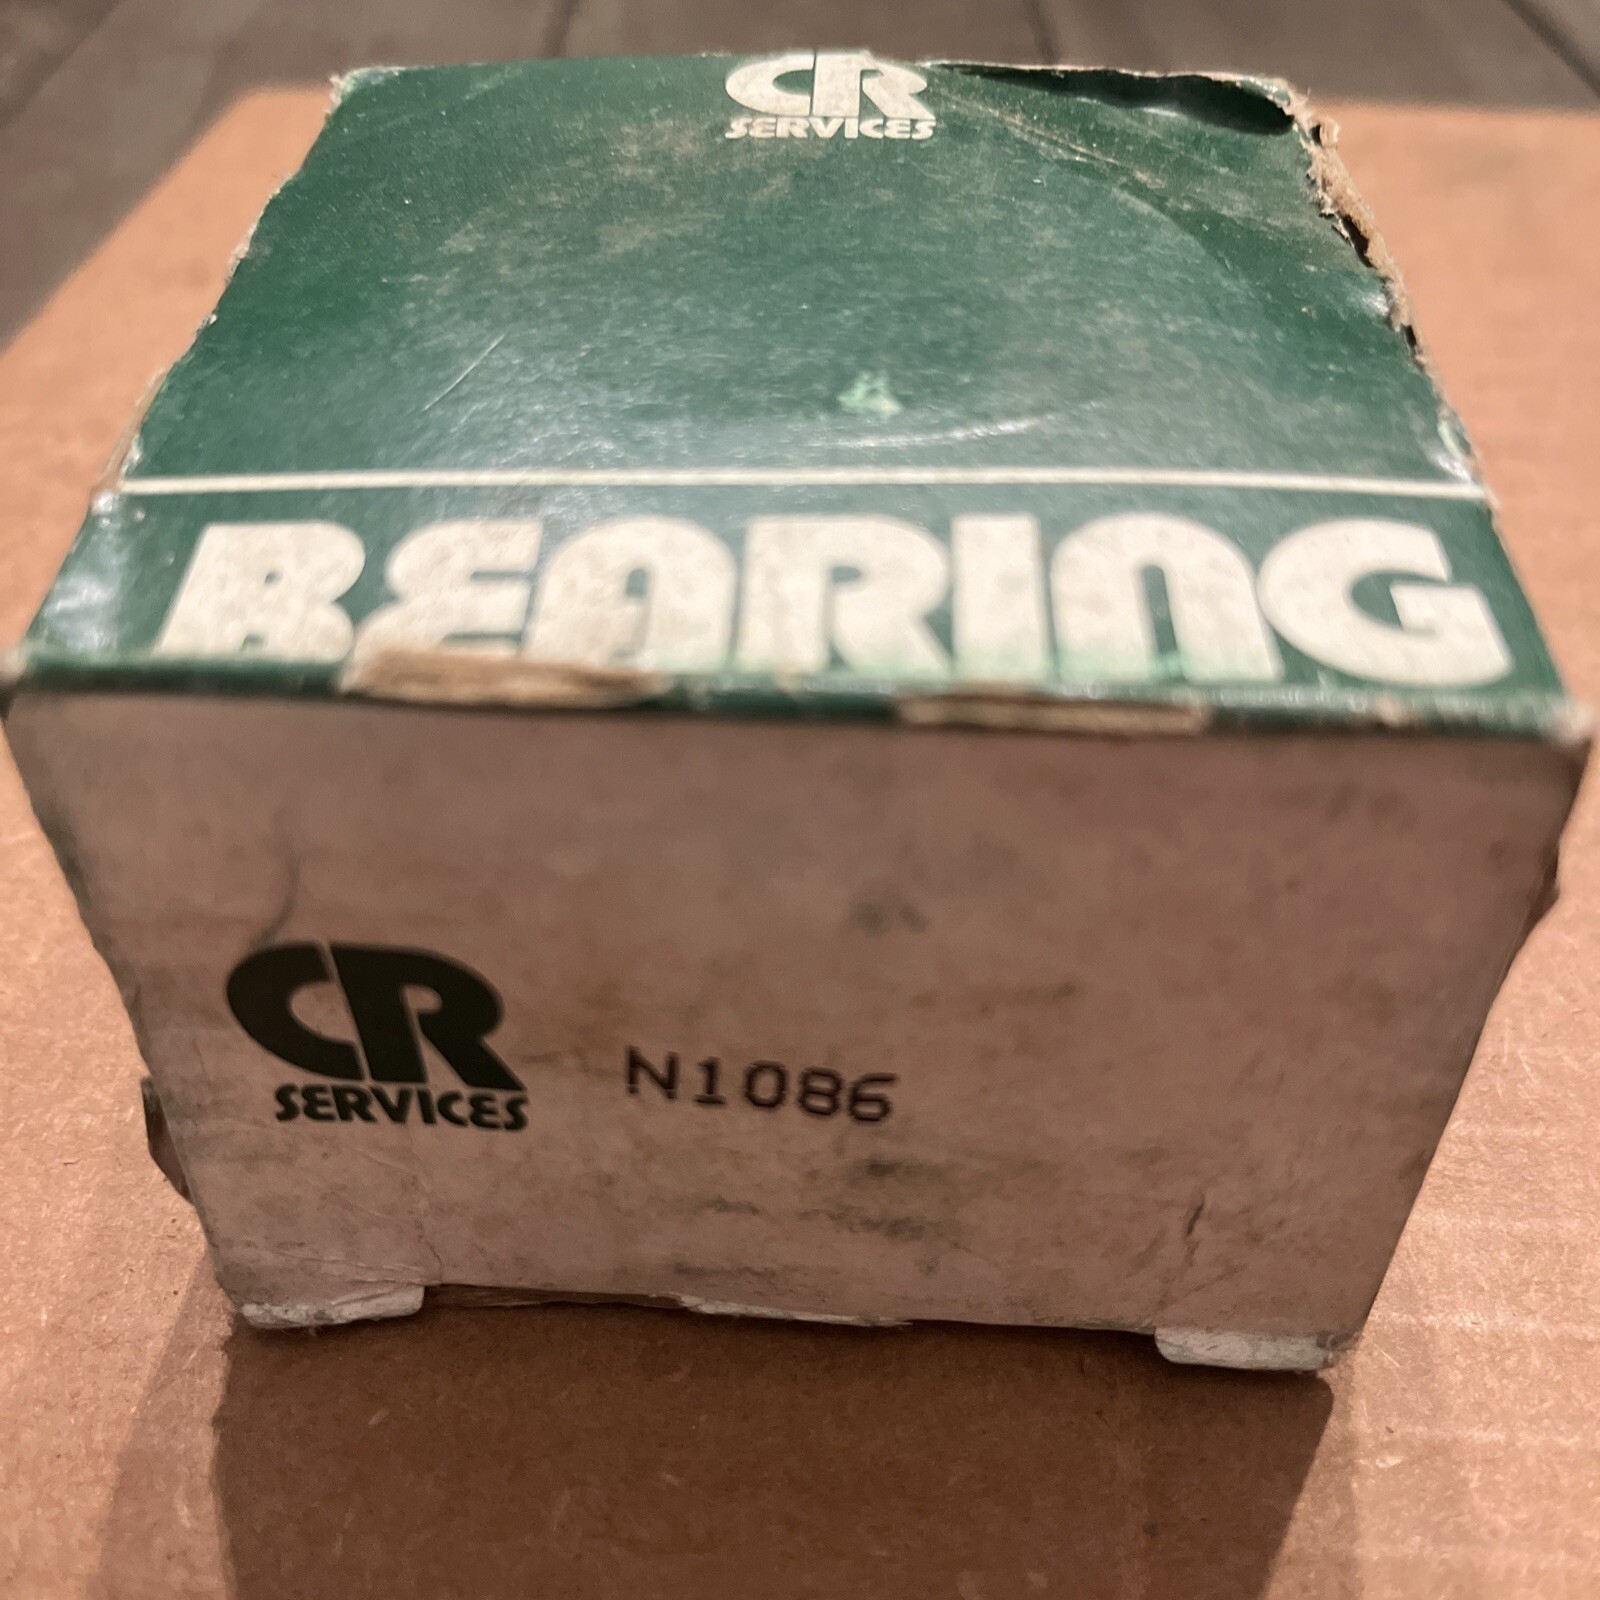 CR
SERVICES
BEARING
CR
SERVICES
N1086